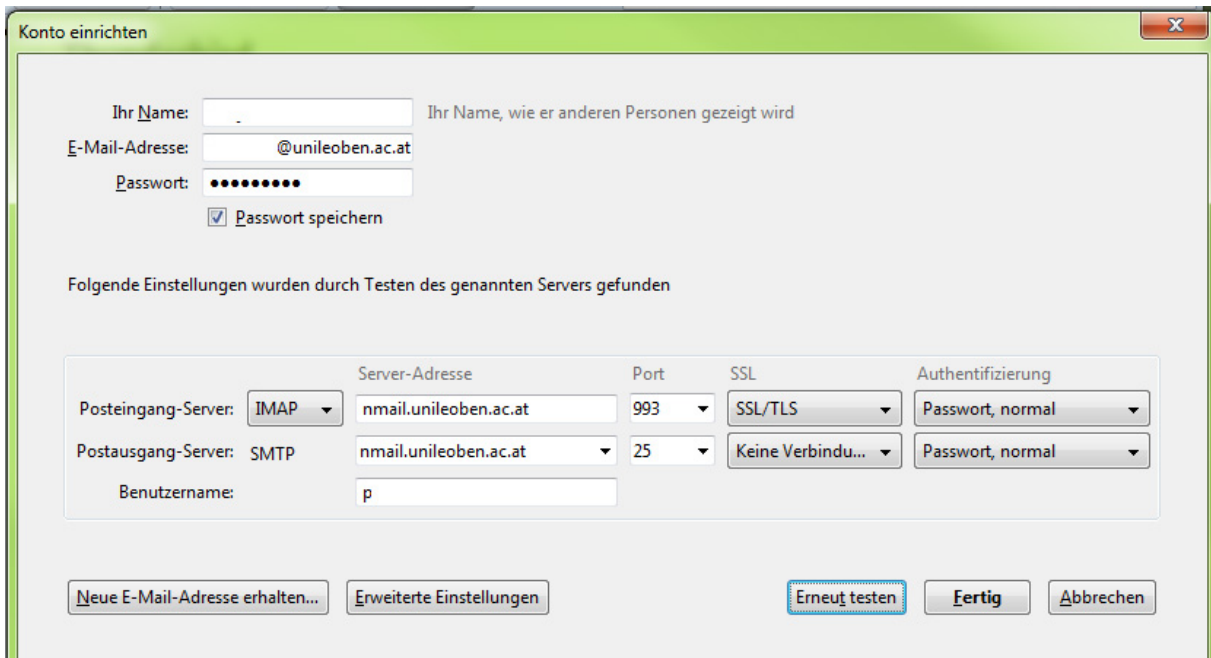 Konto einrichten
Ihr Name: Ihr Name, wie er anderen Personen gezeigt wird
E-Mail-Adresse: @unileoben.ac.at
Passwort: •••••••••
Passwort speichern
Folgende Einstellungen wurden durch Testen des genannten Servers gefunden
Server-Adresse Port SSL Authentifizierung
Posteingang-Server: IMAP nmail.unileoben.ac.at 993 SSL/TLS Passwort, normal
Postausgang-Server: SMTP nmail.unileoben.ac.at 25 Keine Verbindu... Passwort, normal
Benutzername: p
Neue E-Mail-Adresse erhalten... Erweiterte Einstellungen Erneut testen Fertig Abbrechen